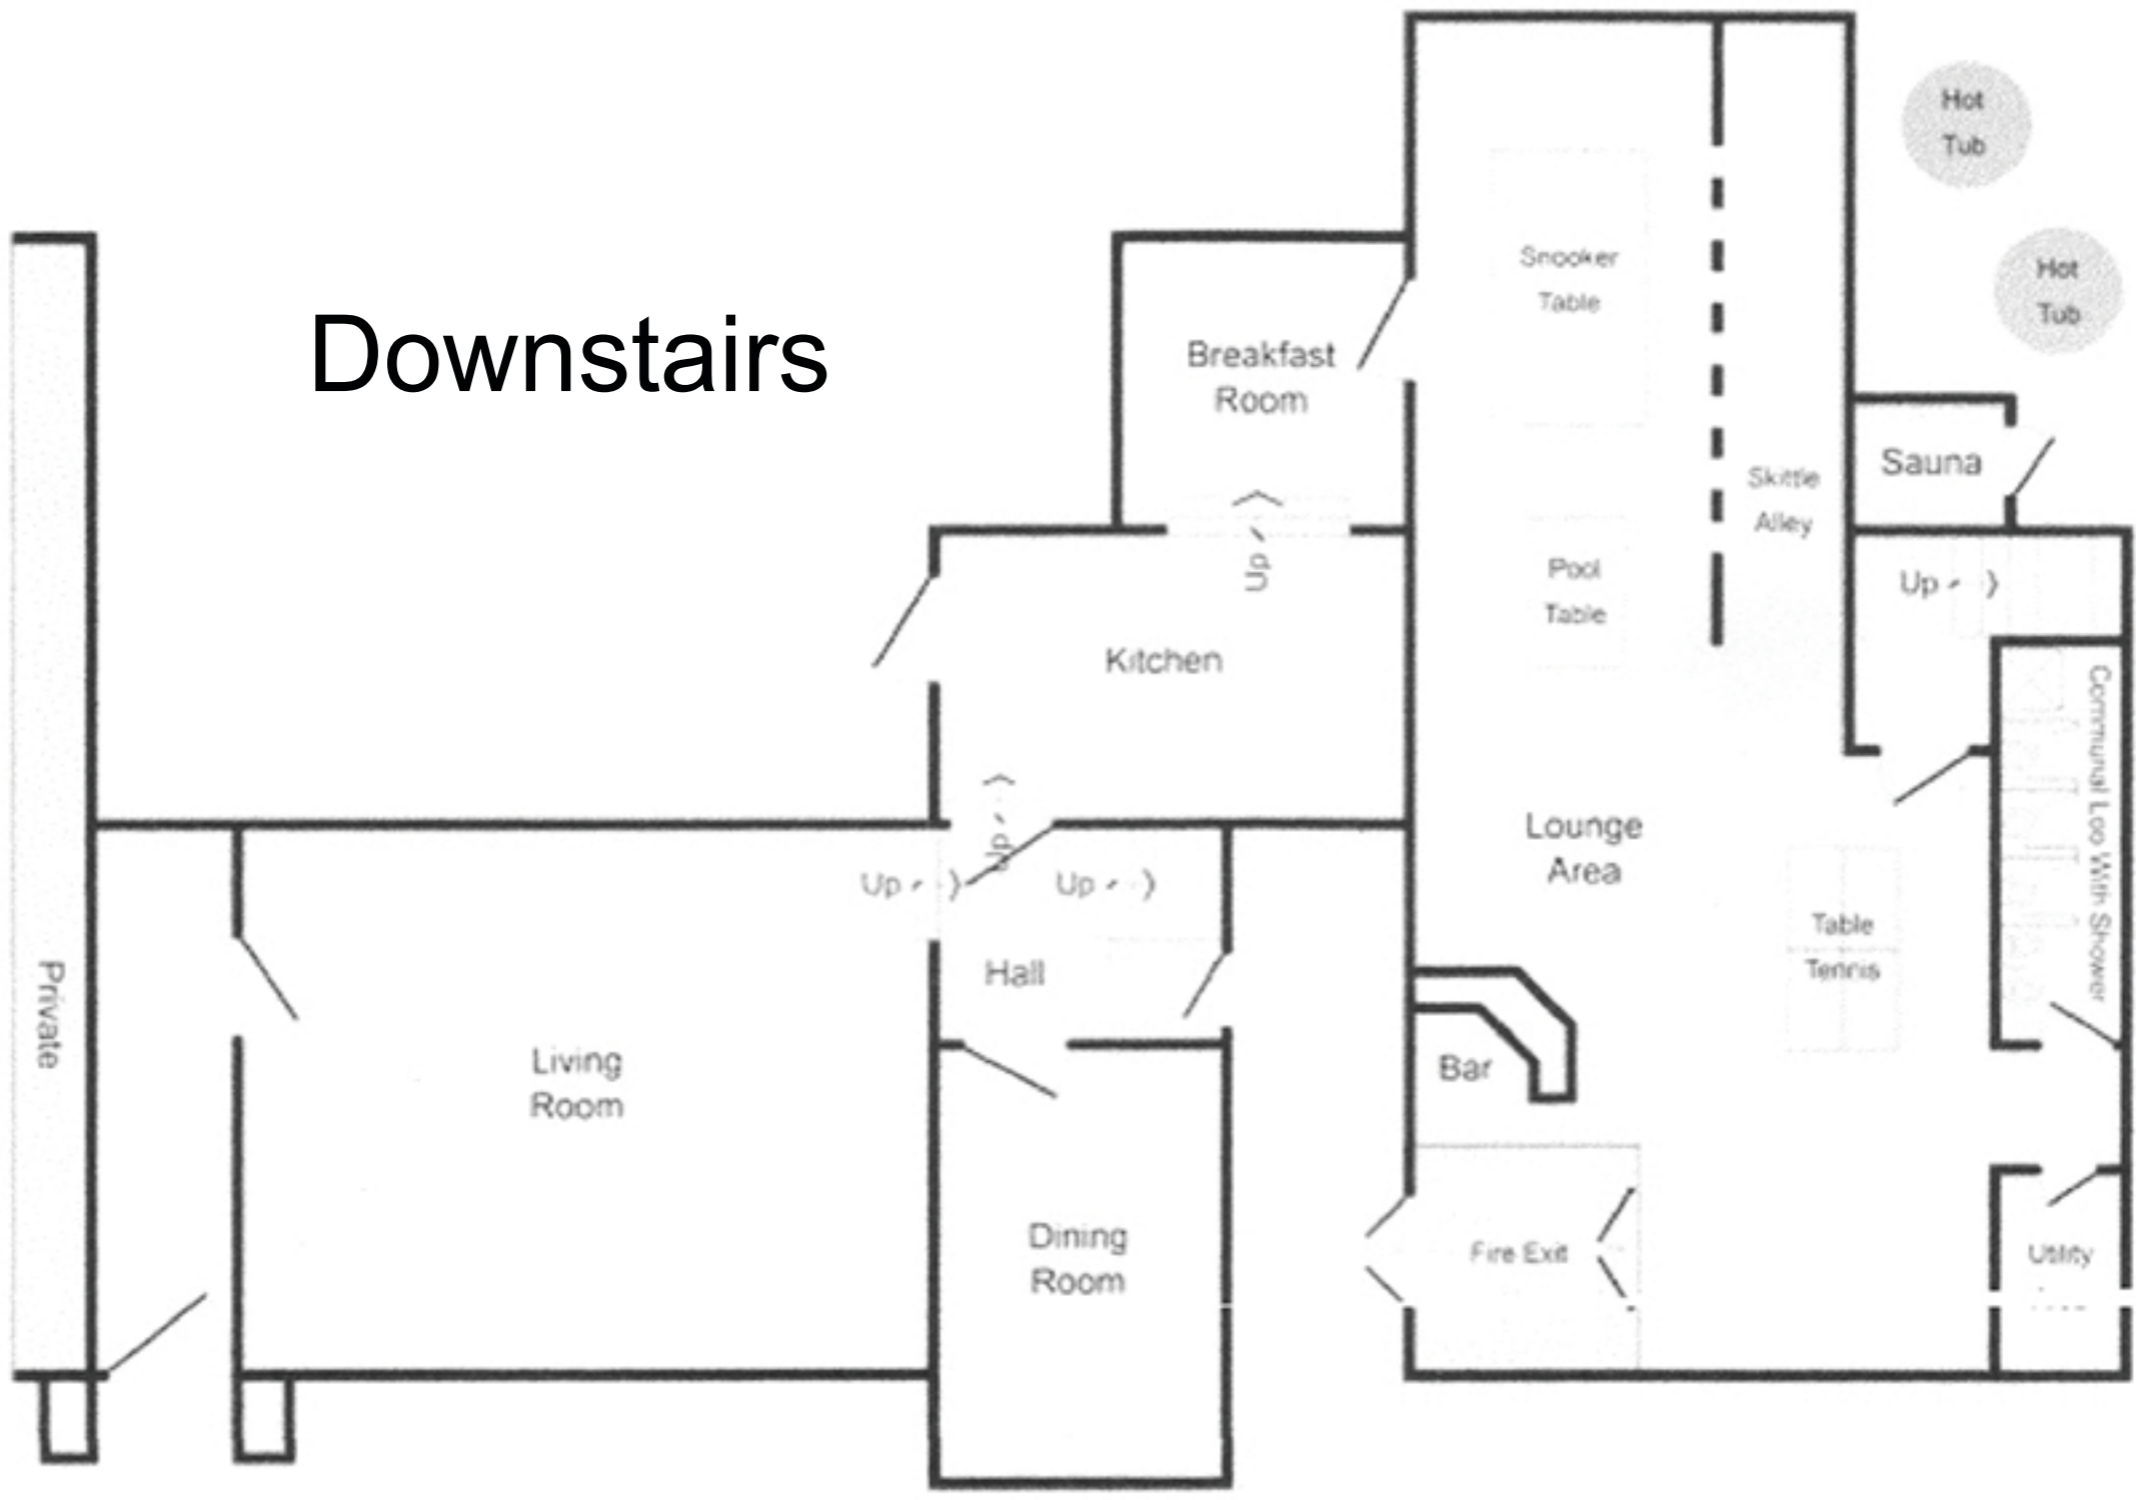 Downstairs
Hot
Tub
Hot
Tub
Snooker
Table
Breakfast
Room
Sauna
Skittle
Alley
Up
Pool
Table
Up
Kitchen
Communal Loo With Shower
Up
Up
Up
Lounge
Area
Table
Tennis
Hall
Private
Living
Room
Bar
Dining
Room
Fire Exit
Utility